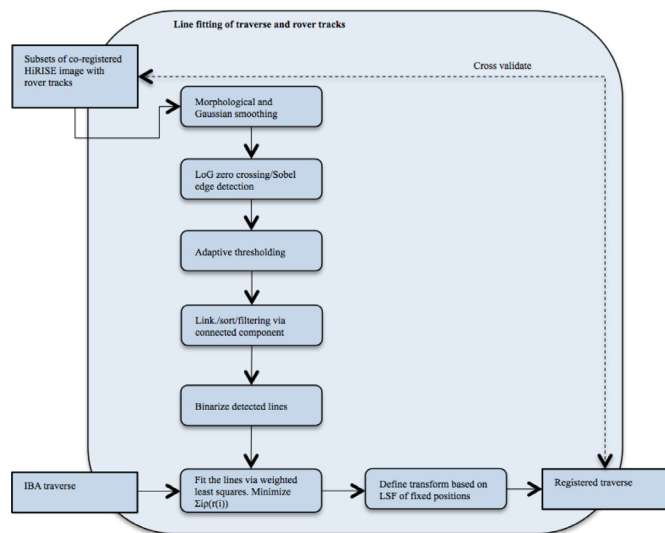 Line fitting of traverse and rover tracks
Subsets of co-registered
HiRISE image with
rover tracks
Cross validate
Morphological and
Gaussian smoothing
LoG zero crossing/Sobel
edge detection
Adaptive thresholding
Link./sort/filtering via
connected component
Binarize detected lines
IBA traverse
Fit the lines via weighted
least squares. Minimize
Σiρ(r(i))
Define transform based on
LSF of fixed positions
Registered traverse